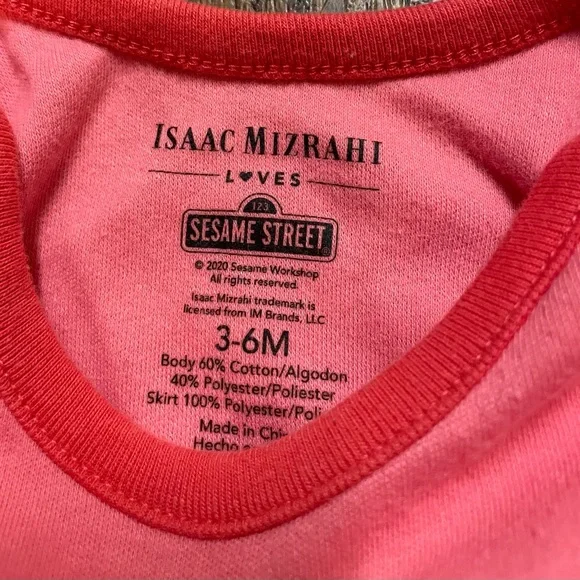 ISAAC MIZRAHI
L♥VES
123
SESAME STREET
© 2020 Sesame Workshop
All rights reserved.
Isaac Mizrahi trademark is
licensed from IM Brands, LLC
3-6M
Body 60% Cotton/Algodon
40% Polyester/Poliester
Skirt 100% Polyester/Poli
Made in Chi
Hecho